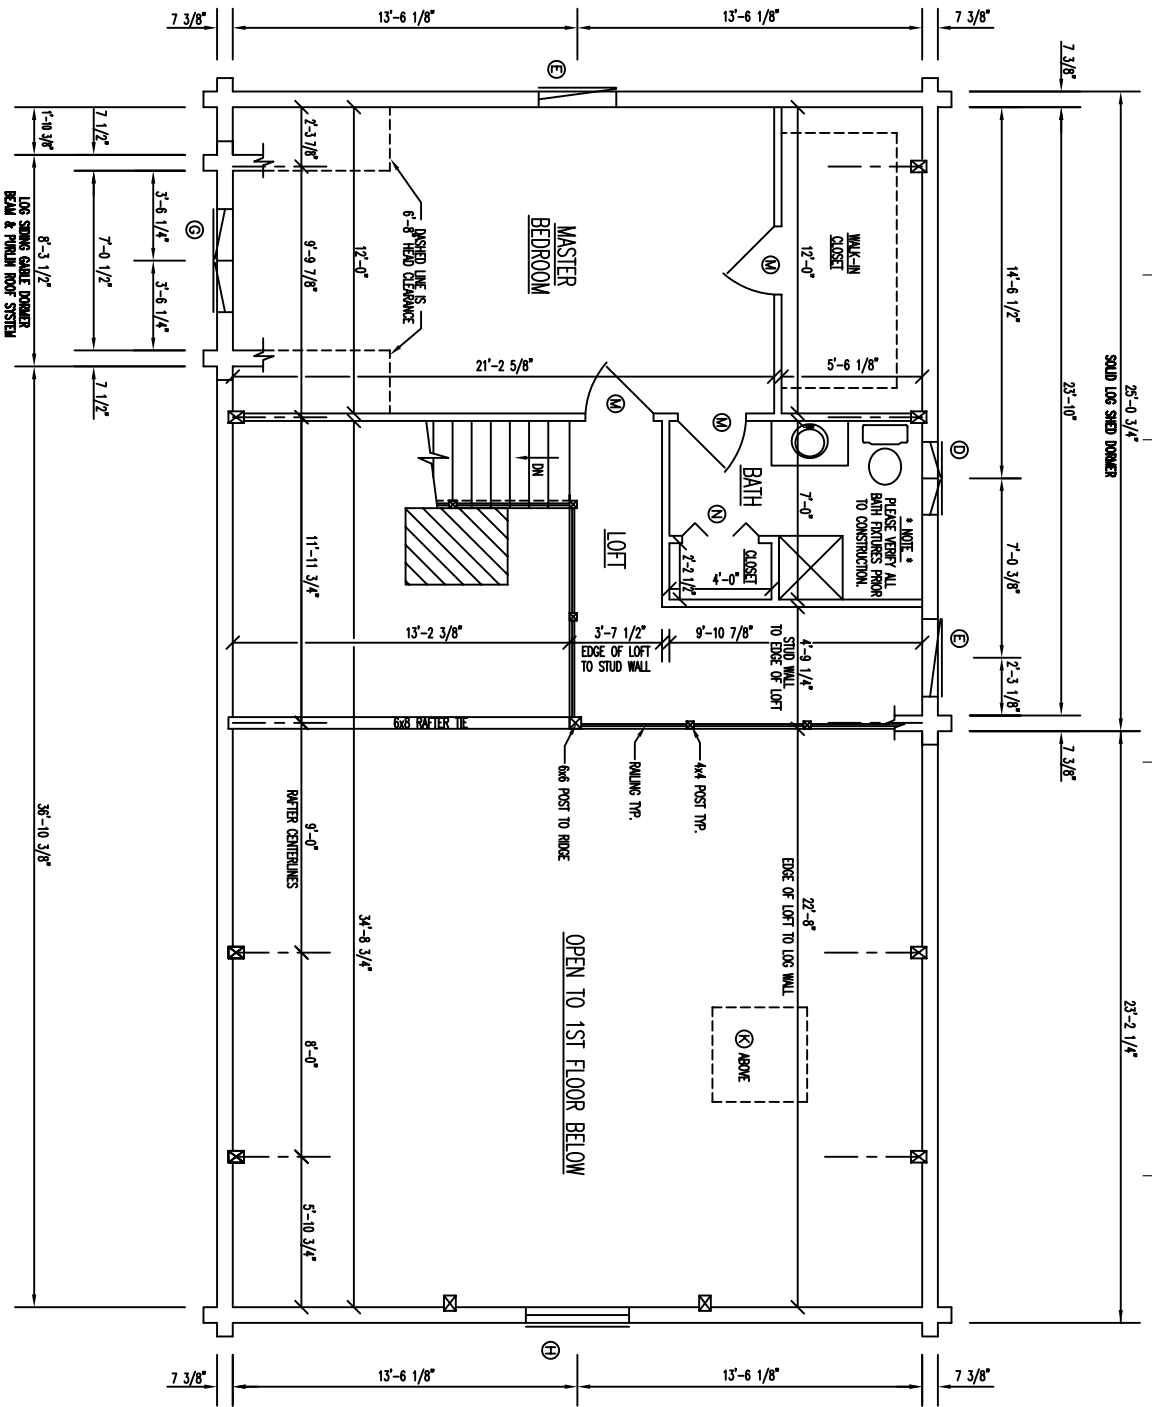 7 3/8"
13'-6 1/8"
13'-6 1/8"
7 3/8"
E
7 3/8"
25'-0 3/4"
SOLID LOG SHED DORMER
23'-10"
14'-6 1/2"
7'-0 3/8"
2'-3 1/8"
7 3/8"
23'-2 1/4"
D
E
WALK-IN
CLOSET
12'-0"
M
5'-6 1/8"
MASTER
BEDROOM
21'-2 5/8"
DASHED LINE IS
6'-8" HEAD CLEARANCE
2'-3 7/8"
9'-9 7/8"
12'-0"
G
1'-10 3/8"
7 1/2"
3'-6 1/4"
3'-6 1/4"
7'-0 1/2"
8'-3 1/2"
7 1/2"
LOG SIDING GABLE DORMER
BEAM & PURLIN ROOF SYSTEM
M
M
BATH
7'-0"
N
CLOSET
4'-0"
2'-2 1/2"
* NOTE *
PLEASE VERIFY ALL
BATH FIXTURES PRIOR
TO CONSTRUCTION.
DN
LOFT
11'-11 3/4"
13'-2 3/8"
3'-7 1/2"
EDGE OF LOFT
TO STUD WALL
9'-10 7/8"
4'-9 1/4"
STUD WALL
TO EDGE OF LOFT
6x8 RAFTER TIE
6x6 POST TO RIDGE
RAILING TYP.
4x4 POST TYP.
9'-0"
RAFTER CENTERLINES
34'-8 3/4"
36'-10 3/8"
22'-8"
EDGE OF LOFT TO LOG WALL
OPEN TO 1ST FLOOR BELOW
K ABOVE
8'-0"
5'-10 3/4"
H
7 3/8"
13'-6 1/8"
13'-6 1/8"
7 3/8"